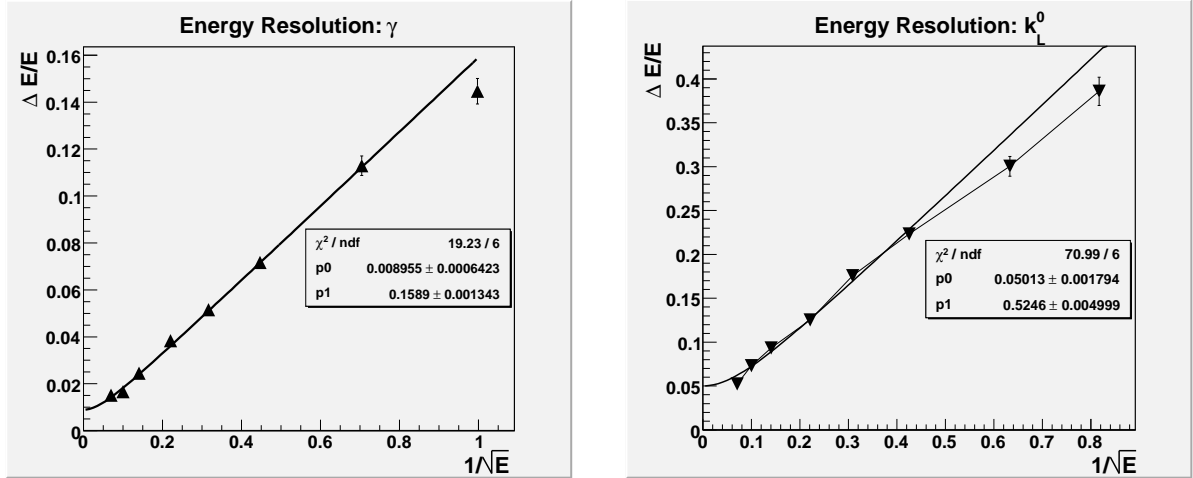 Energy Resolution: γ
Δ E/E
0.16
0.14
0.12
0.1
0.08
0.06
0.04
0.02
0
χ² / ndf 19.23 / 6
p0 0.008955 ± 0.0006423
p1 0.1589 ± 0.001343
0 0.2 0.4 0.6 0.8 1
1/√E
Energy Resolution: k⁰_L
Δ E/E
0.4
0.35
0.3
0.25
0.2
0.15
0.1
0.05
0
χ² / ndf 70.99 / 6
p0 0.05013 ± 0.001794
p1 0.5246 ± 0.004999
0 0.1 0.2 0.3 0.4 0.5 0.6 0.7 0.8
1/√E